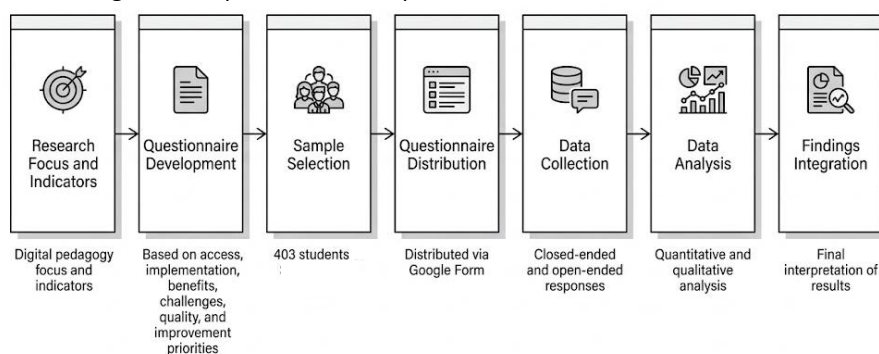 Research
Focus and
Indicators
Questionnaire
Development
Sample
Selection
Questionnaire
Distribution
Data
Collection
Data
Analysis
Findings
Integration
Digital pedagogy
focus and
indicators
Based on access,
implementation,
benefits,
challenges,
quality, and
improvement
priorities
403 students
Distributed via
Google Form
Closed-ended
and open-ended
responses
Quantitative and
qualitative
analysis
Final
interpretation of
results